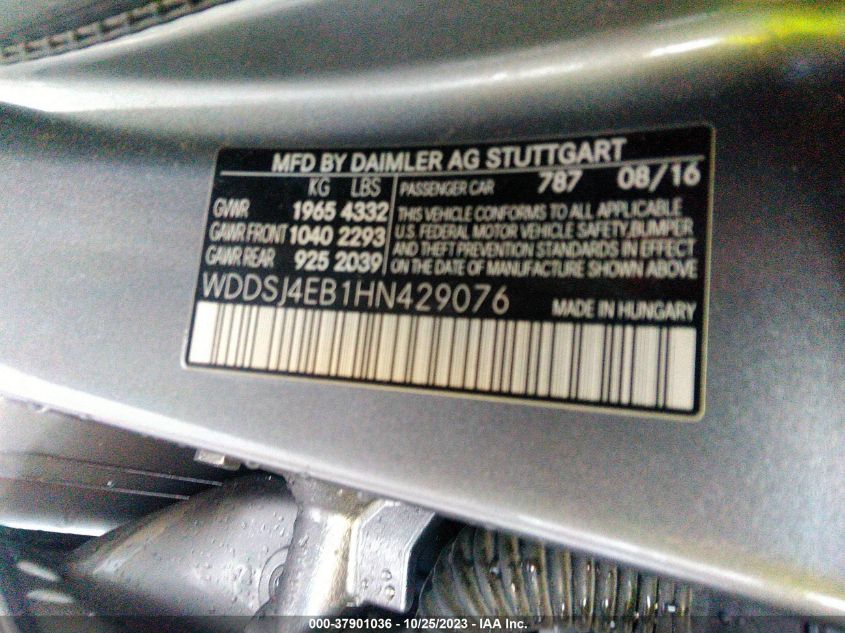 MFD BY DAIMLER AG STUTTGART
KG LBS
GVWR 1965 4332
GAWR FRONT 1040 2293
GAWR REAR 925 2039
PASSENGER CAR 787 08/16
THIS VEHICLE CONFORMS TO ALL APPLICABLE
U.S. FEDERAL MOTOR VEHICLE SAFETY, BUMPER
AND THEFT PREVENTION STANDARDS IN EFFECT
ON THE DATE OF MANUFACTURE SHOWN ABOVE
WDDSJ4EB1HN429076 MADE IN HUNGARY
000-37901036 - 10/25/2023 - IAA Inc.